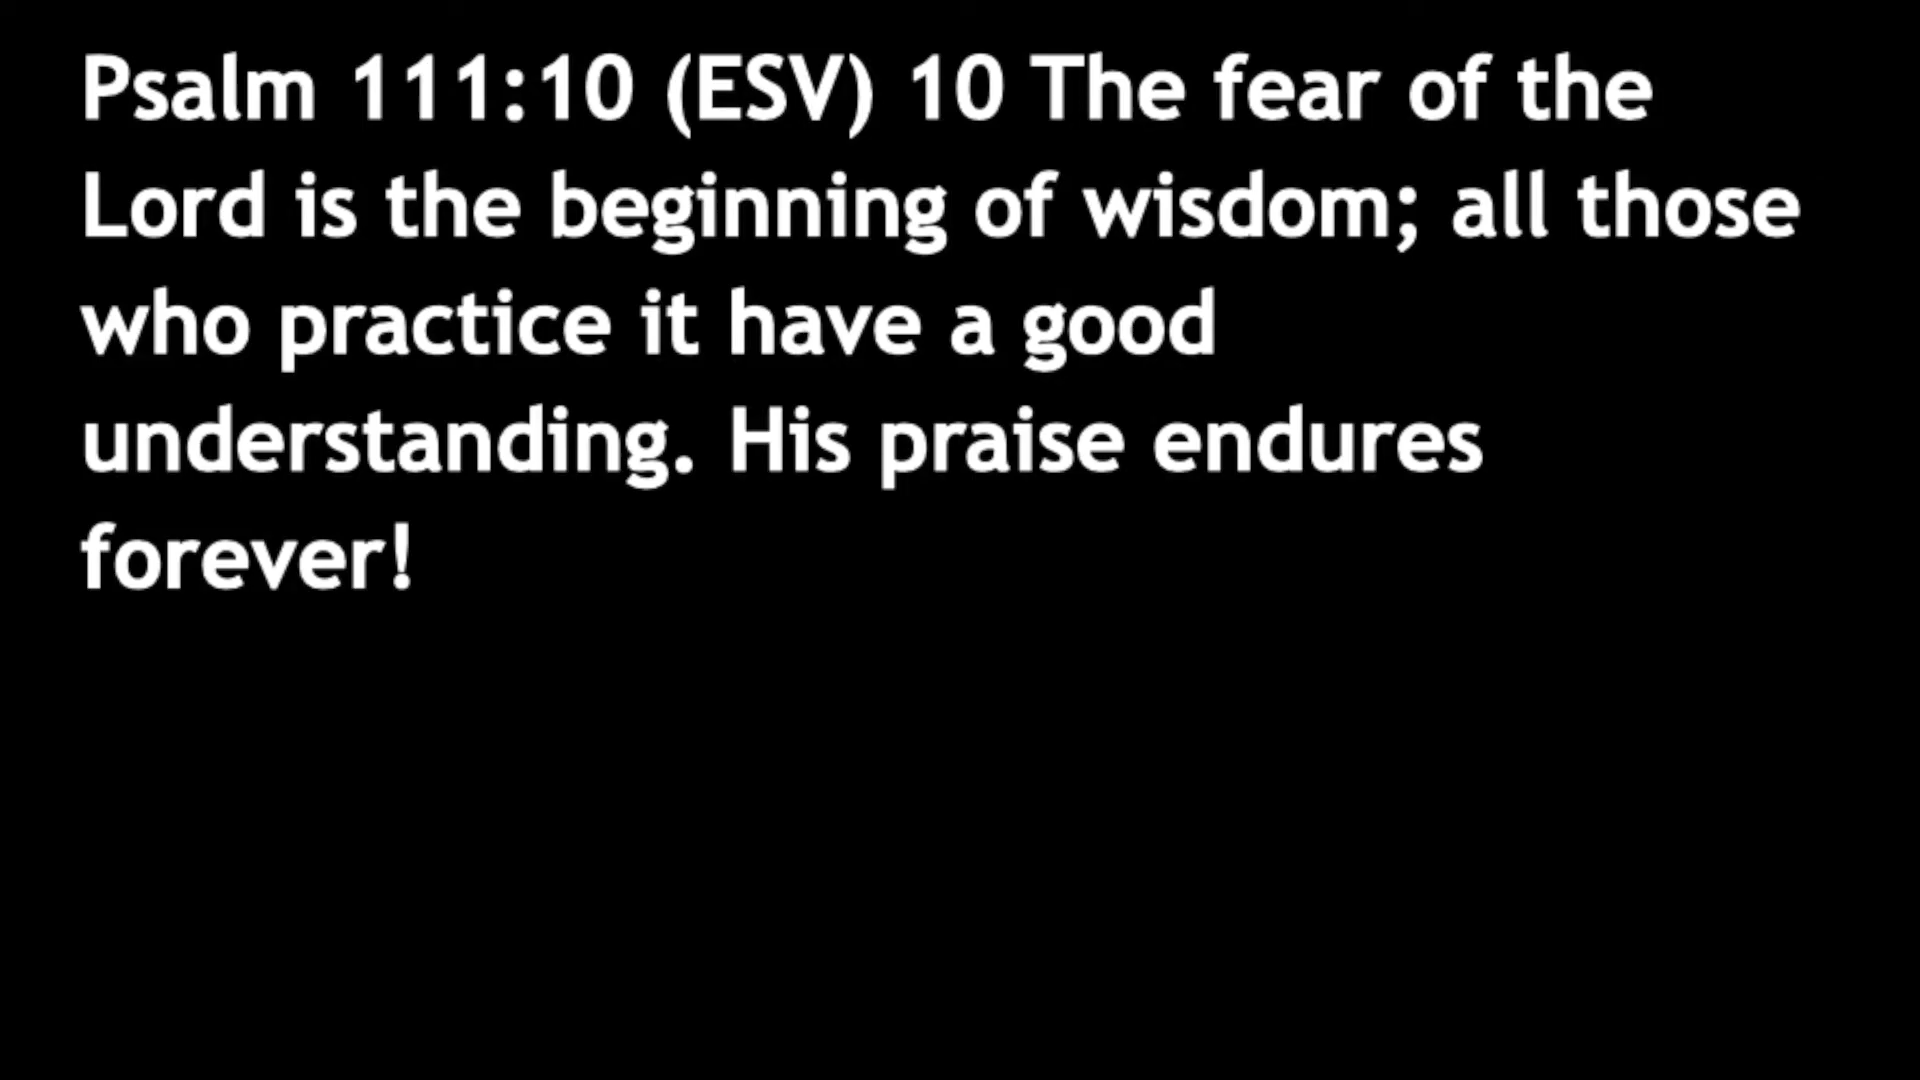 Psalm 111:10 (ESV) 10 The fear of the
Lord is the beginning of wisdom; all those
who practice it have a good
understanding. His praise endures
forever!